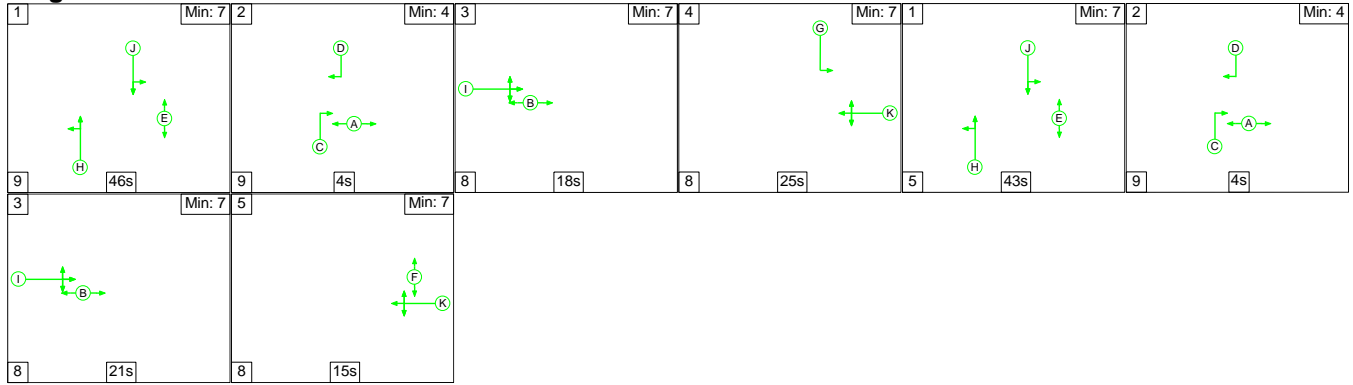 1 Min: 7
J
E
H
9 46s
2 Min: 4
D
A
C
9 4s
3 Min: 7
I
B
8 18s
4 Min: 7
G
K
8 25s
1 Min: 7
J
E
H
5 43s
2 Min: 4
D
A
C
9 4s
3 Min: 7
I
B
8 21s
5 Min: 7
F
K
8 15s